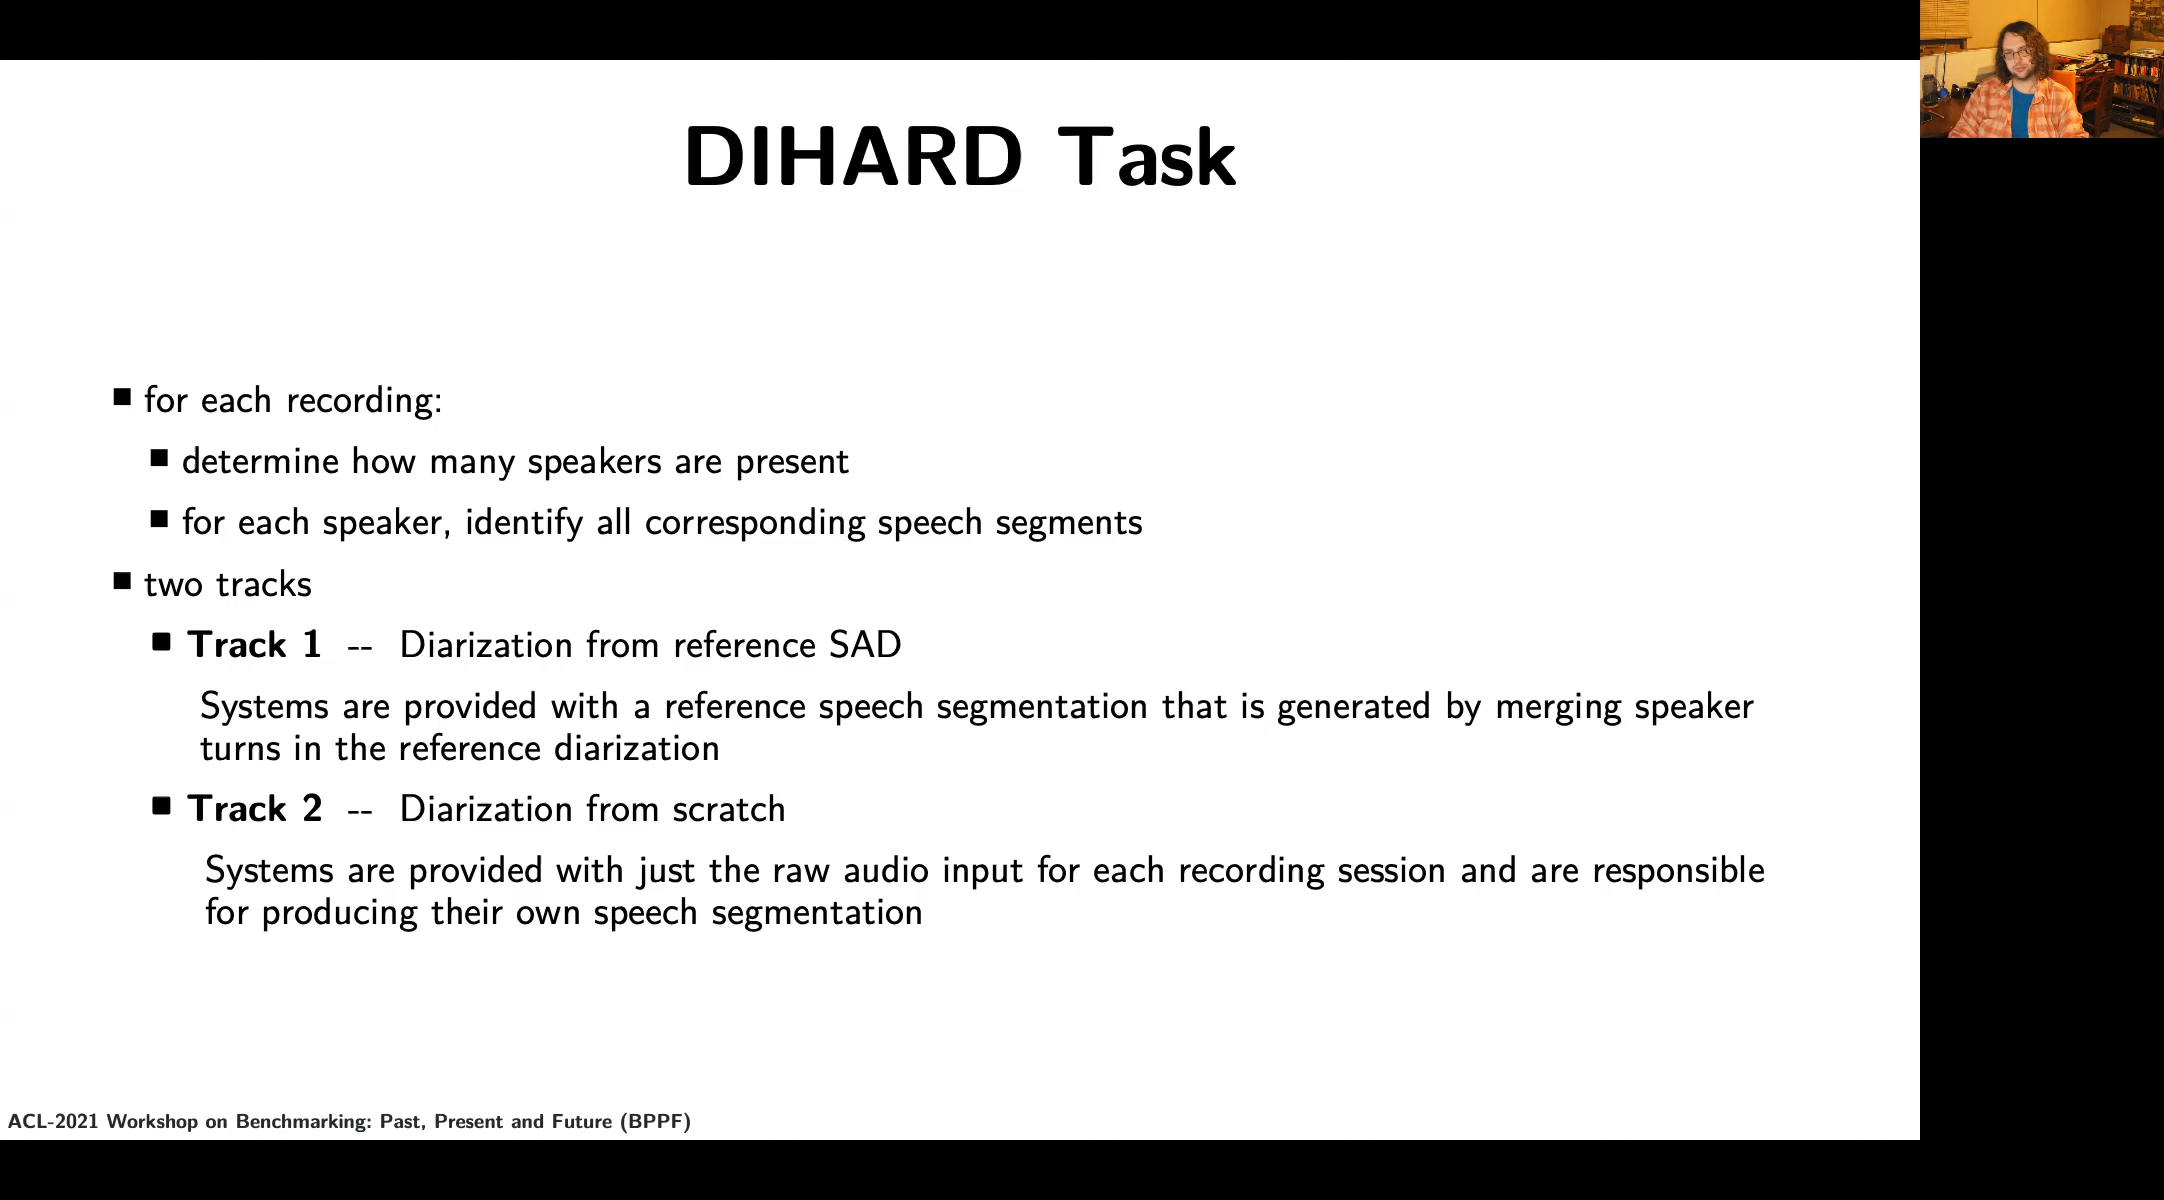 DIHARD Task
for each recording:
determine how many speakers are present
for each speaker, identify all corresponding speech segments
two tracks
Track 1 -- Diarization from reference SAD
Systems are provided with a reference speech segmentation that is generated by merging speaker
turns in the reference diarization
Track 2 -- Diarization from scratch
Systems are provided with just the raw audio input for each recording session and are responsible
for producing their own speech segmentation
ACL-2021 Workshop on Benchmarking: Past, Present and Future (BPPF)